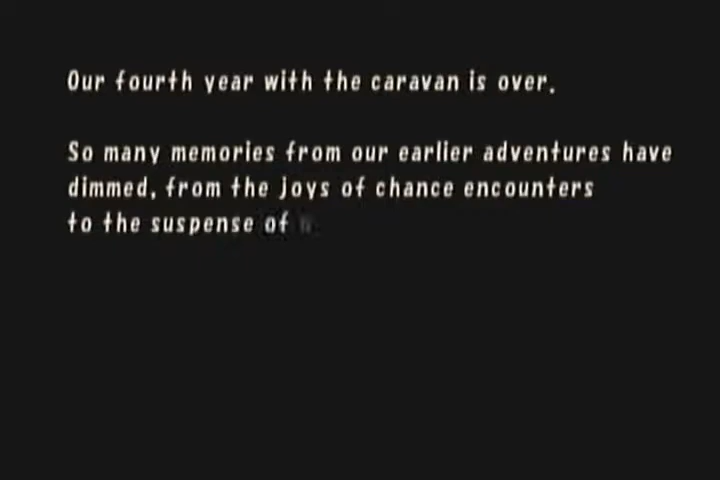 Our fourth year with the caravan is over.
So many memories from our earlier adventures have
dimmed, from the joys of chance encounters
to the suspense of